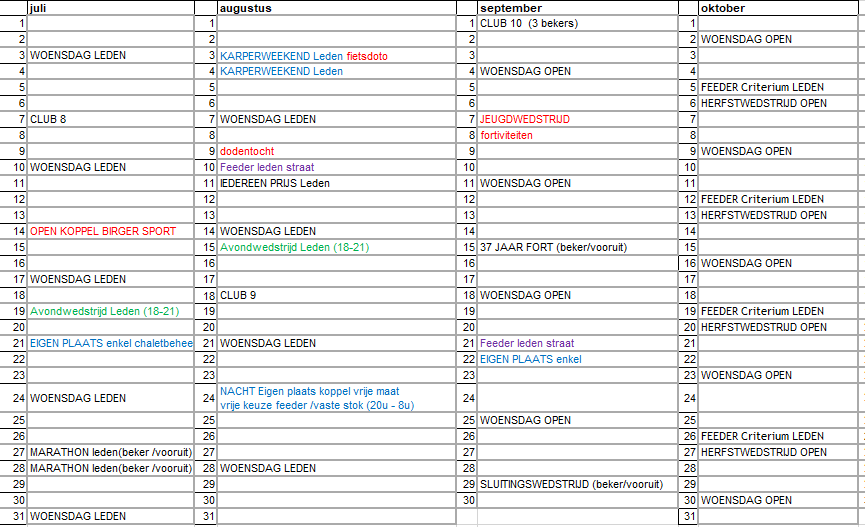 juli augustus september oktober
1 1 1 CLUB 10 (3 bekers) 1
2 2 2 2 WOENSDAG OPEN
3 WOENSDAG LEDEN 3 KARPERWEEKEND Leden fietsdoto 3 3
4 4 KARPERWEEKEND Leden 4 WOENSDAG OPEN 4
5 5 5 5 FEEDER Criterium LEDEN
6 6 6 6 HERFSTWEDSTRIJD OPEN
7 CLUB 8 7 WOENSDAG LEDEN 7 JEUGDWEDSTRIJD 7
8 8 8 fortiviteiten 8
9 9 dodentocht 9 9 WOENSDAG OPEN
10 WOENSDAG LEDEN 10 Feeder leden straat 10 10
11 11 IEDEREEN PRIJS Leden 11 WOENSDAG OPEN 11
12 12 12 12 FEEDER Criterium LEDEN
13 13 13 13 HERFSTWEDSTRIJD OPEN
14 OPEN KOPPEL BIRGER SPORT 14 WOENSDAG LEDEN 14 14
15 15 Avondwedstrijd Leden (18-21) 15 37 JAAR FORT (beker/vooruit) 15
16 16 16 16 WOENSDAG OPEN
17 WOENSDAG LEDEN 17 17 17
18 18 CLUB 9 18 WOENSDAG OPEN 18
19 Avondwedstrijd Leden (18-21) 19 19 19 FEEDER Criterium LEDEN
20 20 20 20 HERFSTWEDSTRIJD OPEN
21 EIGEN PLAATS enkel chaletbehee 21 WOENSDAG LEDEN 21 Feeder leden straat 21
22 22 22 EIGEN PLAATS enkel 22
23 23 23 23 WOENSDAG OPEN
24 WOENSDAG LEDEN 24 NACHT Eigen plaats koppel vrije maat 24 24
vrije keuze feeder /vaste stok (20u - 8u)
25 25 25 WOENSDAG OPEN 25
26 26 26 26 FEEDER Criterium LEDEN
27 MARATHON leden(beker /vooruit) 27 27 27 HERFSTWEDSTRIJD OPEN
28 MARATHON leden(beker /vooruit) 28 WOENSDAG LEDEN 28 28
29 29 29 SLUITINGSWEDSTRIJD (beker/vooruit) 29
30 30 30 30 WOENSDAG OPEN
31 WOENSDAG LEDEN 31 31